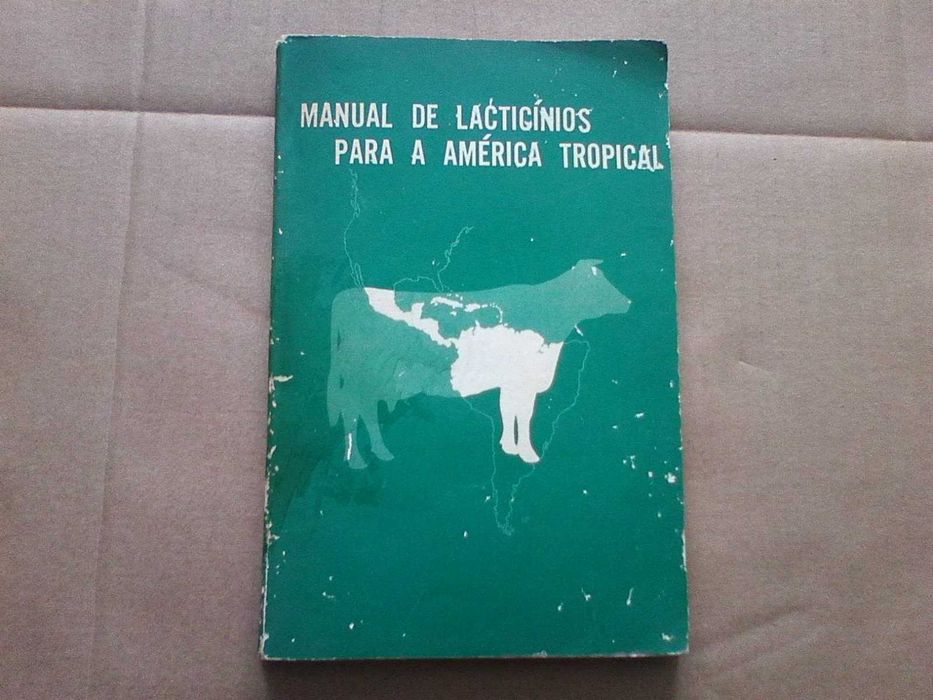 MANUAL DE LACTICÍNIOS
PARA A AMÉRICA TROPICAL